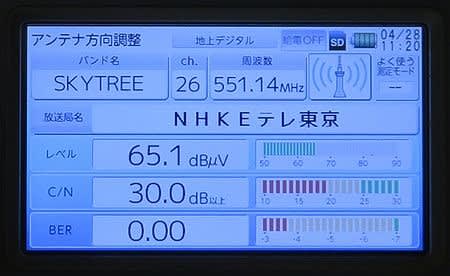 アンテナ方向調整 地上デジタル 給電OFF SD 04/28
11:20
バンド名 ch. 周波数 よく使う
測定モード
SKYTREE 26 551.14MHz --
放送局名 NHKEテレ東京
レベル 65.1dBμV 50 60 70 80 90
C/N 30.0dB以上 10 15 20 25 30
BER 0.00 -3 -4 -5 -6 -7